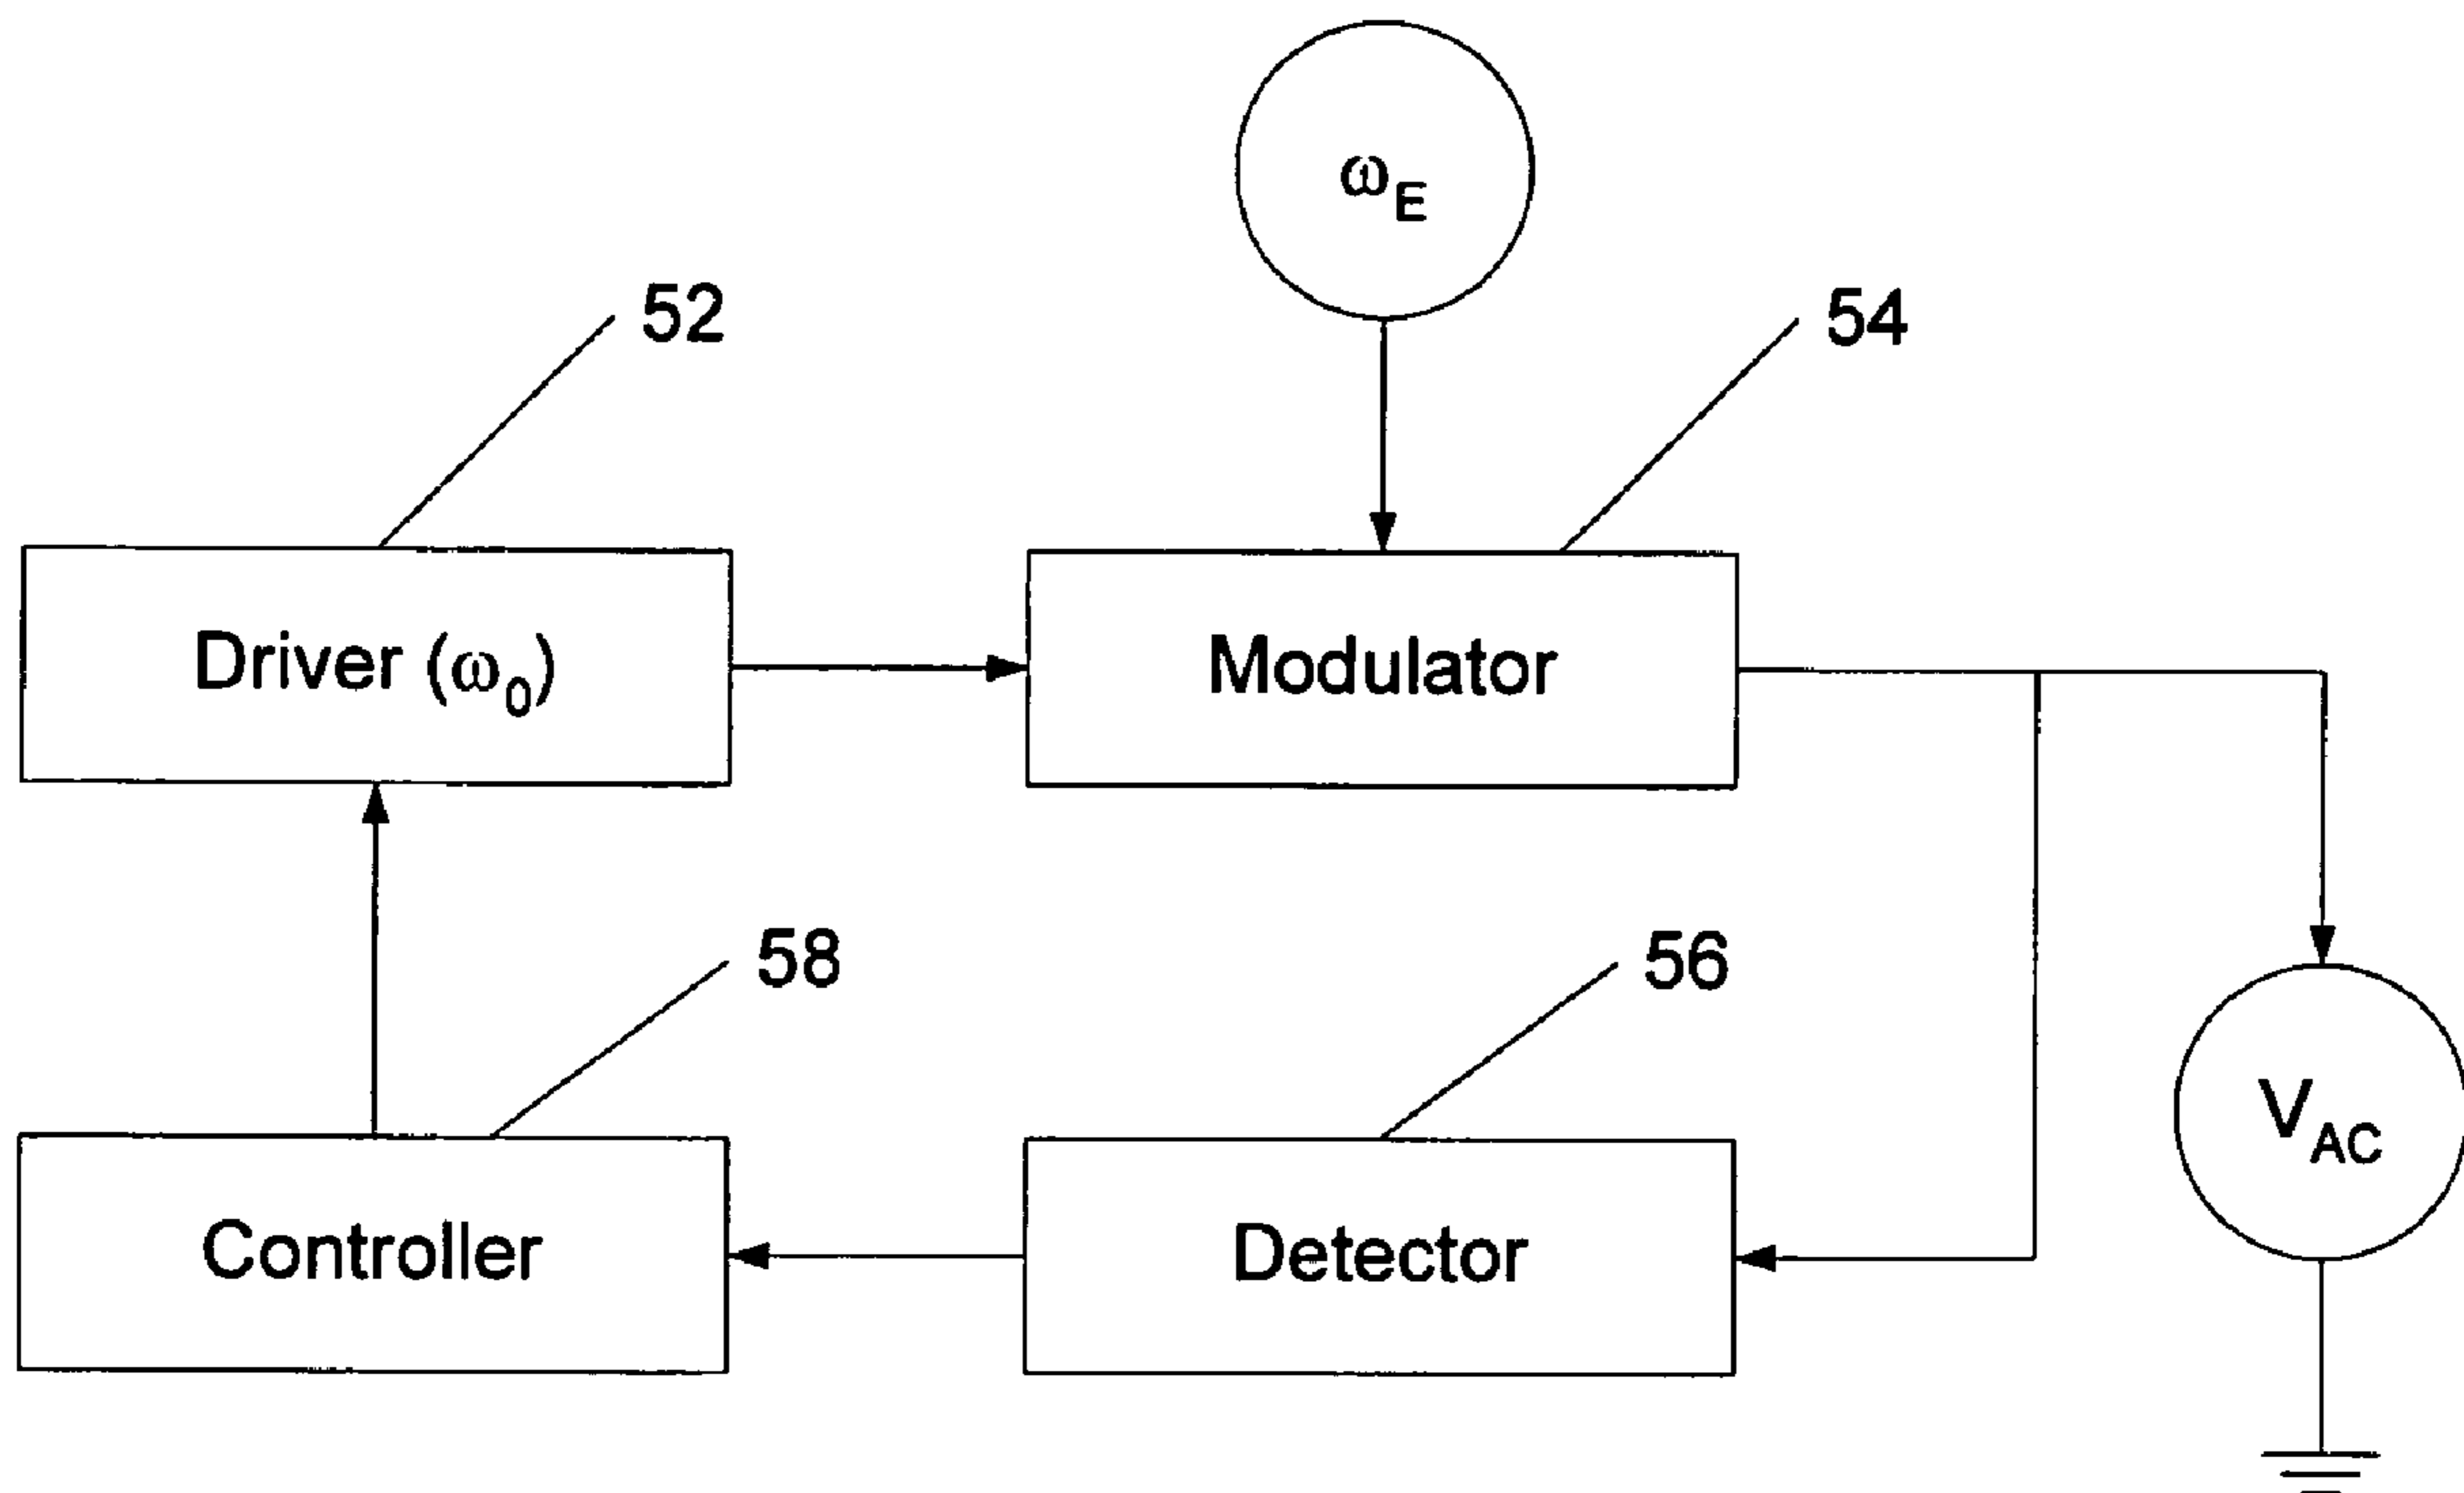 ωE
52
54
Driver (ω0)
Modulator
58
56
VAC
Controller
Detector